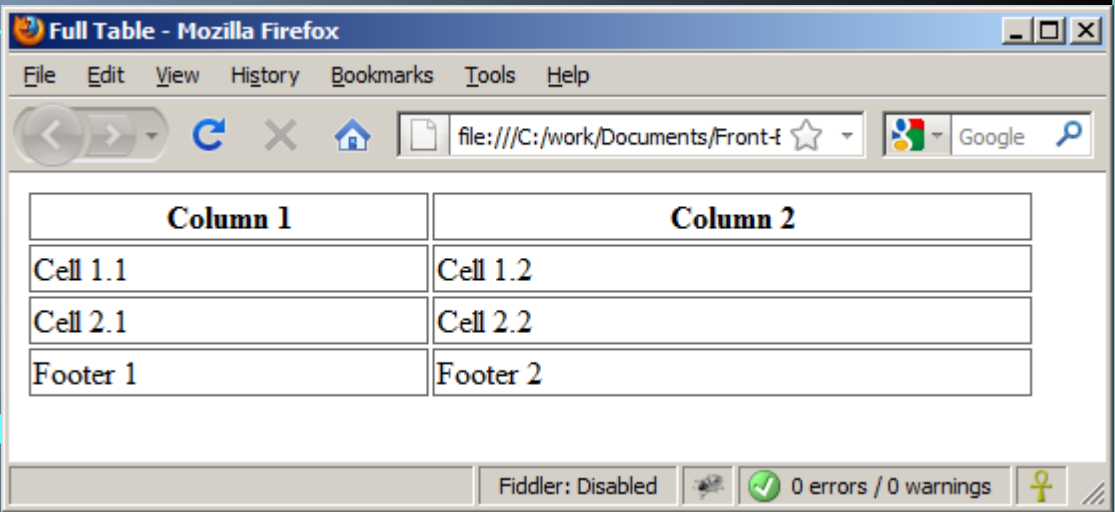 Full Table - Mozilla Firefox
File Edit View History Bookmarks Tools Help
file:///C:/work/Documents/Front-E Google
Column 1 Column 2
Cell 1.1 Cell 1.2
Cell 2.1 Cell 2.2
Footer 1 Footer 2
Fiddler: Disabled 0 errors / 0 warnings